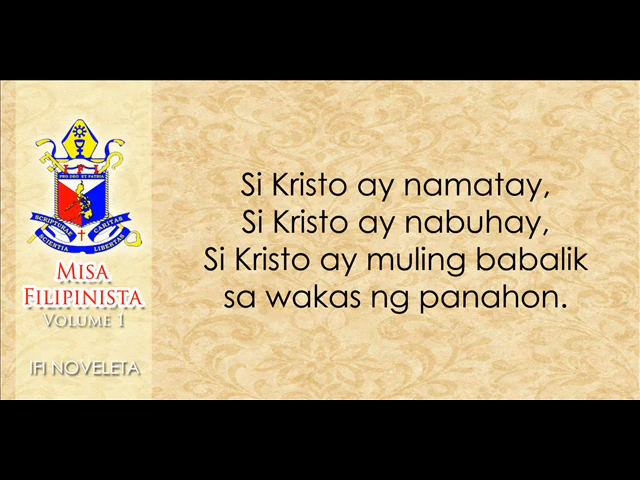 PRO DEO ET PATRIA
SCRIPTURAE CARITAS
SCIENTIA LIBERTAS
MISA
FILIPINISTA
VOLUME 1
IFI NOVELETA
Si Kristo ay namatay,
Si Kristo ay nabuhay,
Si Kristo ay muling babalik
sa wakas ng panahon.